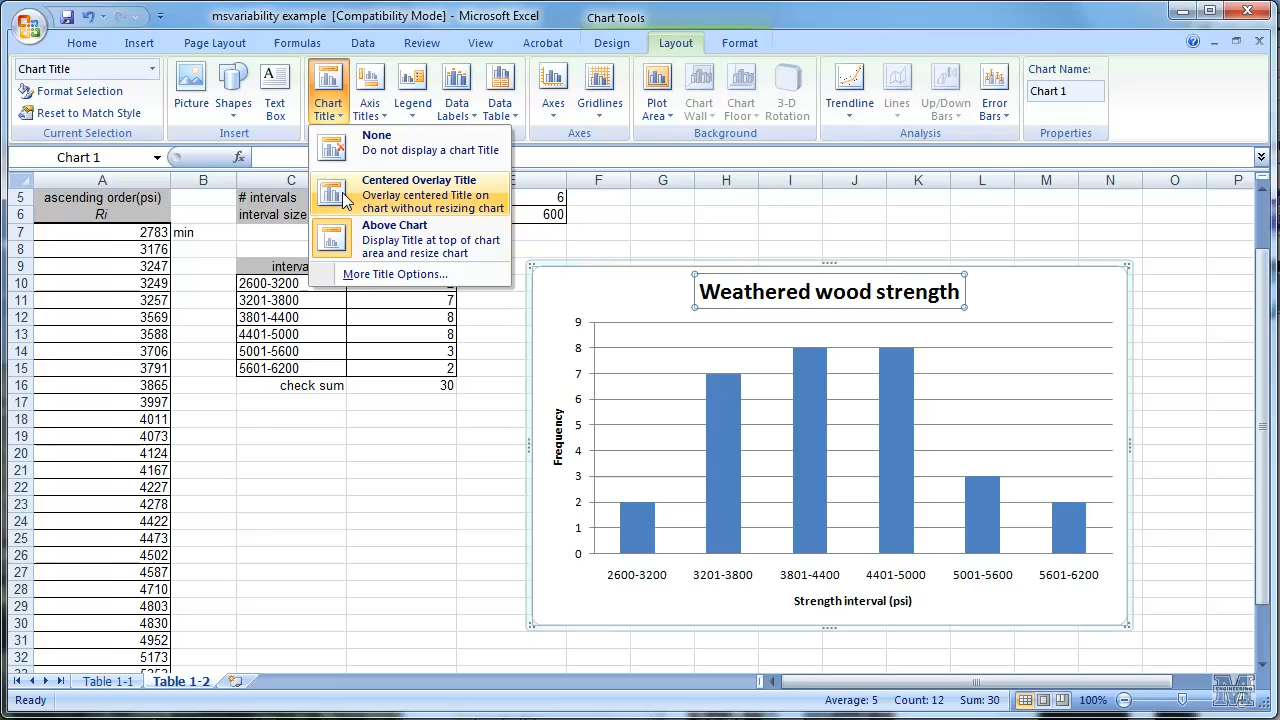 msvariability example [Compatibility Mode] - Microsoft Excel
Chart Tools
Home Insert Page Layout Formulas Data Review View Acrobat Design Layout Format
Chart Title
Format Selection
Reset to Match Style
Current Selection
Picture
Shapes
Text Box
Insert
Chart Title
Axis Titles
Legend
Data Labels
Data Table
Axes
Gridlines
Axes
Plot Area
Chart Wall
Chart Floor
3-D Rotation
Background
Trendline
Lines
Up/Down Bars
Error Bars
Analysis
Chart Name:
Chart 1
Properties
None
Do not display a chart Title
Centered Overlay Title
Overlay centered Title on
chart without resizing chart
Above Chart
Display Title at top of chart
area and resize chart
More Title Options...
Chart 1
fx
A B C E F G H I J K L M N O P
5 ascending order(psi) # intervals 6
6 Ri interval size 600
7 2783 min
8 3176
9 3247
10 3249 2600-3200
11 3257 3201-3800 7
12 3569 3801-4400 8
13 3588 4401-5000 8
14 3706 5001-5600 3
15 3791 5601-6200 2
16 3865 check sum 30
17 3997
18 4011
19 4073
20 4124
21 4167
22 4227
23 4278
24 4422
25 4473
26 4502
27 4587
28 4710
29 4803
30 4830
31 4952
32 5173
Weathered wood strength
9
8
7
6
5
4
3
2
1
0
Frequency
2600-3200 3201-3800 3801-4400 4401-5000 5001-5600 5601-6200
Strength interval (psi)
Table 1-1 Table 1-2
Ready Average: 5 Count: 12 Sum: 30 100%